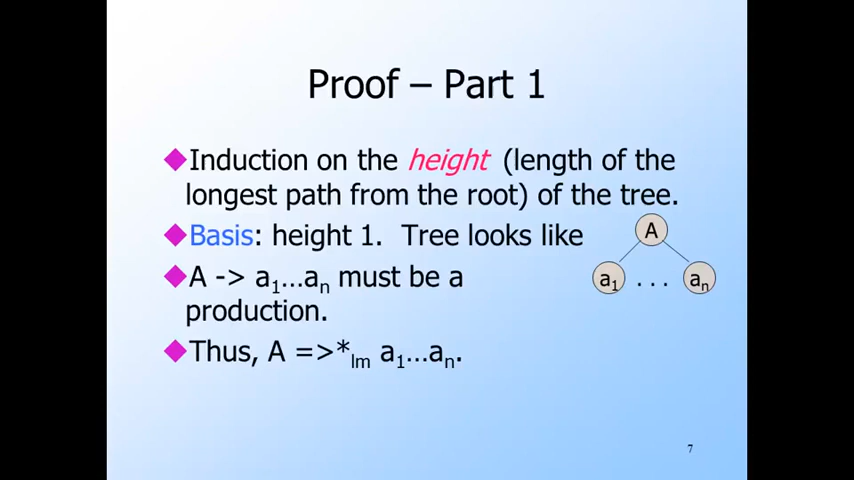 Proof – Part 1
Induction on the height (length of the
longest path from the root) of the tree.
Basis: height 1. Tree looks like
A
A -> a1…an must be a
a1 . . . an
production.
Thus, A =>*lm a1…an.
7